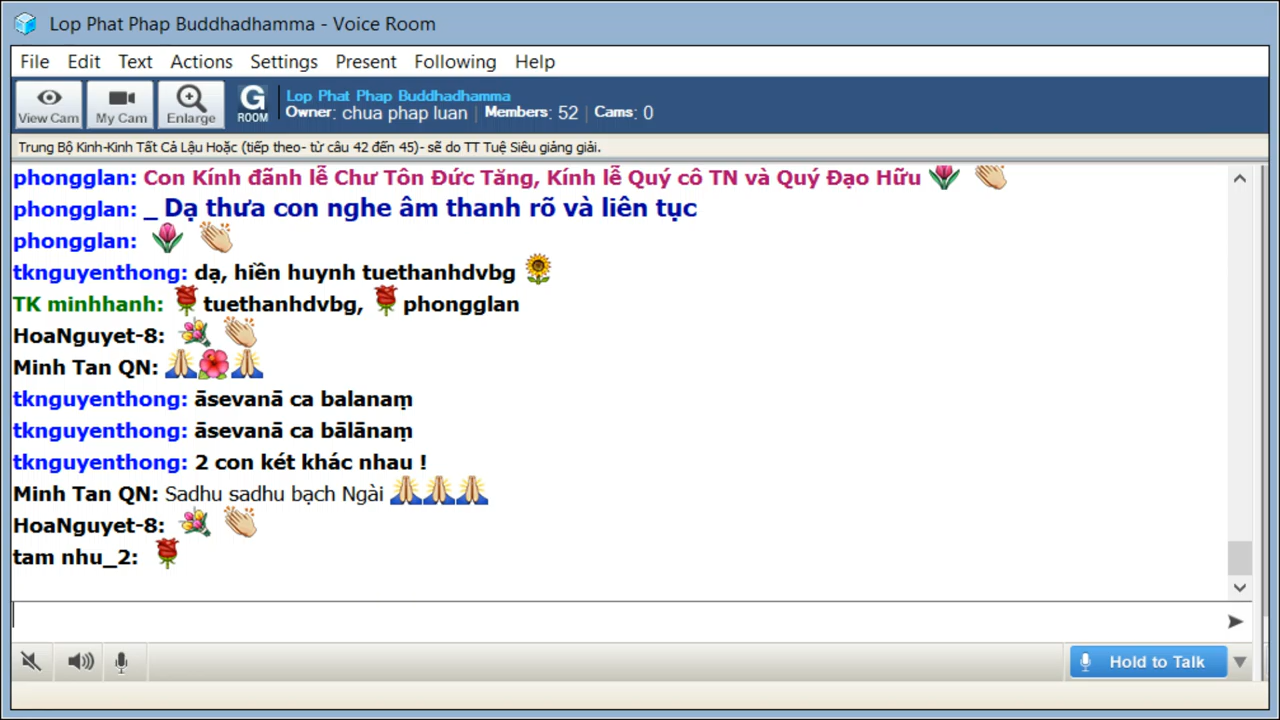 Lop Phat Phap Buddhadhamma - Voice Room
File Edit Text Actions Settings Present Following Help
View Cam My Cam Enlarge G ROOM
Lop Phat Phap Buddhadhamma
Owner: chua phap luan | Members: 52 | Cams: 0
Trung Bộ Kinh-Kinh Tất Cả Lậu Hoặc (tiếp theo- từ câu 42 đến 45)- sẽ do TT Tuệ Siêu giảng giải.
phongglan: Con Kính đãnh lễ Chư Tôn Đức Tăng, Kính lễ Quý cô TN và Quý Đạo Hữu 🌷 👏
phongglan: _ Dạ thưa con nghe âm thanh rõ và liên tục
phongglan: 🌷 👏
tknguyenthong: dạ, hiền huynh tuethanhdvbg 🌻
TK minhhanh: 🌹tuethanhdvbg, 🌹phongglan
HoaNguyet-8: 💐 👏
Minh Tan QN: 🙏🌺🙏
tknguyenthong: āsevanā ca balanaṃ
tknguyenthong: āsevanā ca bālānaṃ
tknguyenthong: 2 con két khác nhau !
Minh Tan QN: Sadhu sadhu bạch Ngài 🙏🙏🙏
HoaNguyet-8: 💐 👏
tam nhu_2: 🌹
Hold to Talk